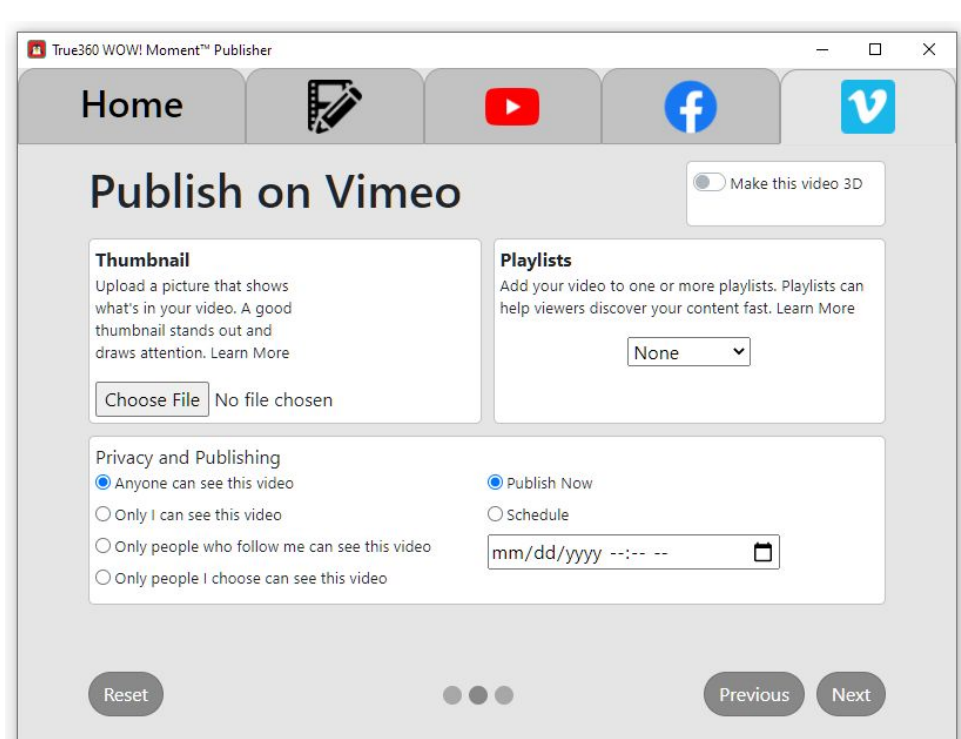 True360 WOW! Moment™ Publisher
Home
Publish on Vimeo
Make this video 3D
Thumbnail
Upload a picture that shows
what's in your video. A good
thumbnail stands out and
draws attention. Learn More
Choose File No file chosen
Playlists
Add your video to one or more playlists. Playlists can
help viewers discover your content fast. Learn More
None
Privacy and Publishing
Anyone can see this video
Only I can see this video
Only people who follow me can see this video
Only people I choose can see this video
Publish Now
Schedule
mm/dd/yyyy --:-- --
Reset
Previous
Next